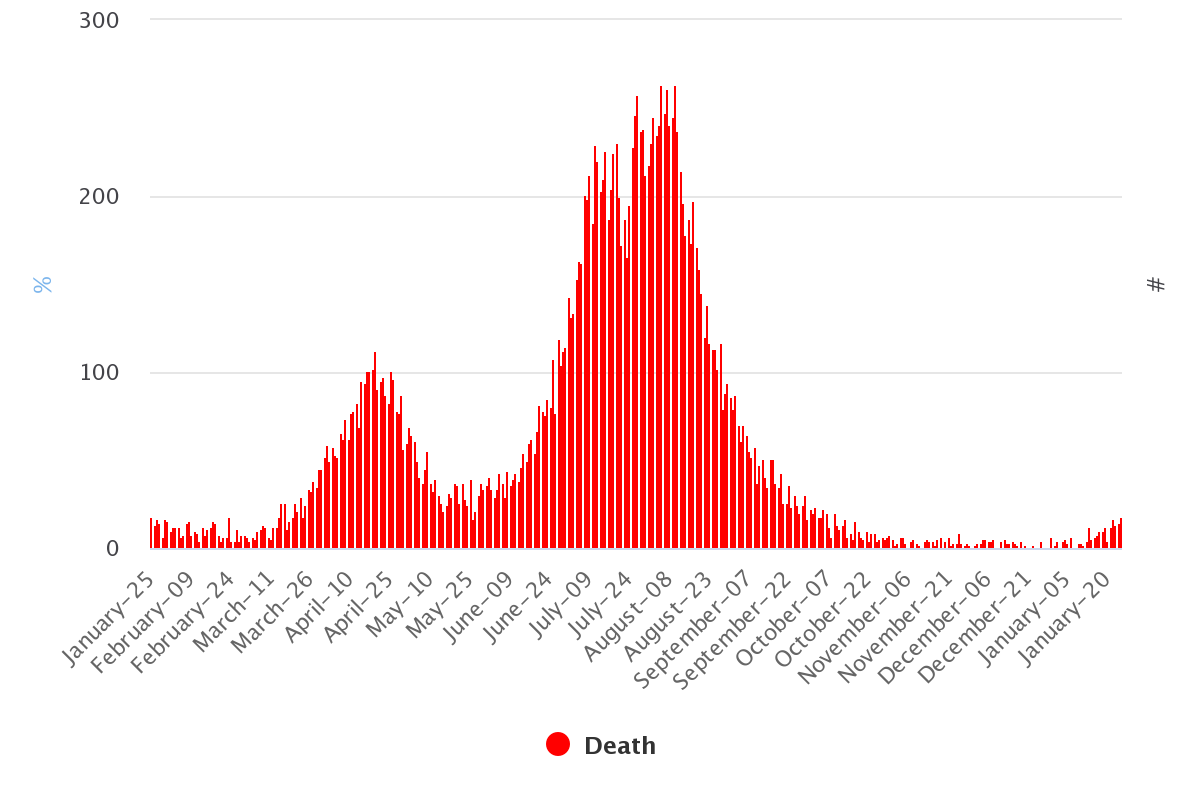 300
200
100
0
%
#
January-25
February-09
February-24
March-11
March-26
April-10
April-25
May-10
May-25
June-09
June-24
July-09
July-24
August-08
August-23
September-07
September-22
October-07
October-22
November-06
November-21
December-06
December-21
January-05
January-20
Death